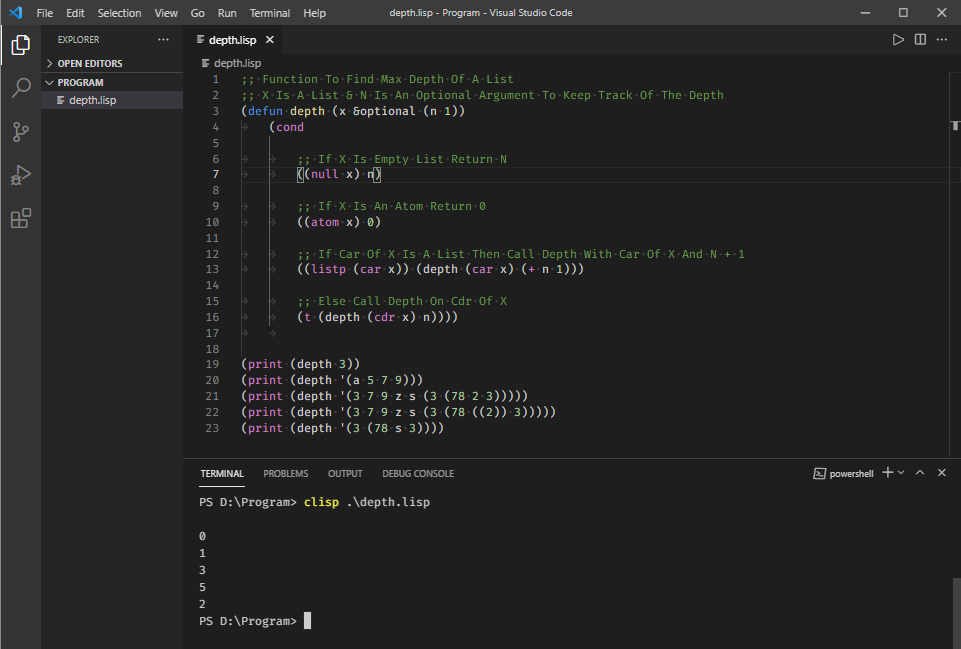 File Edit Selection View Go Run Terminal Help depth.lisp - Program - Visual Studio Code
EXPLORER
OPEN EDITORS
PROGRAM
depth.lisp
depth.lisp
depth.lisp
1 ;; Function To Find Max Depth Of A List
2 ;; X Is A List & N Is An Optional Argument To Keep Track Of The Depth
3 (defun depth (x &optional (n 1))
4 (cond
5
6 ;; If X Is Empty List Return N
7 ((null x) n)
8
9 ;; If X Is An Atom Return 0
10 ((atom x) 0)
11
12 ;; If Car Of X Is A List Then Call Depth With Car Of X And N + 1
13 ((listp (car x)) (depth (car x) (+ n 1)))
14
15 ;; Else Call Depth On Cdr Of X
16 (t (depth (cdr x) n))))
17
18
19 (print (depth 3))
20 (print (depth '(a 5 7 9)))
21 (print (depth '(3 7 9 z s (3 (78 2 3)))))
22 (print (depth '(3 7 9 z s (3 (78 ((2)) 3)))))
23 (print (depth '(3 (78 s 3))))
TERMINAL PROBLEMS OUTPUT DEBUG CONSOLE powershell
PS D:\Program> clisp .\depth.lisp
0
1
3
5
2
PS D:\Program>